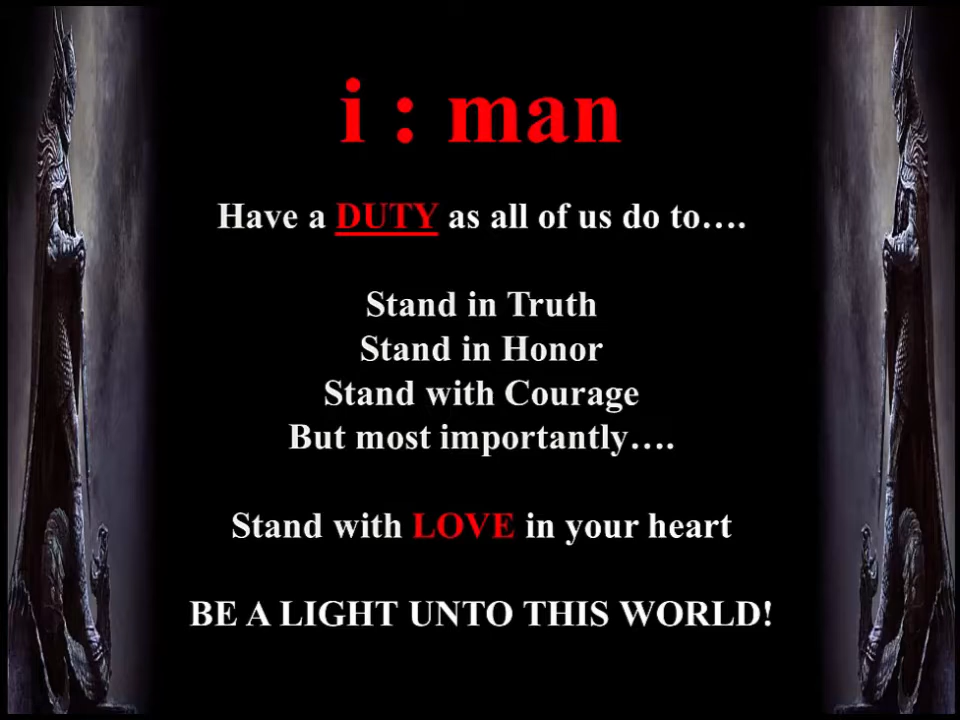 i : man
Have a DUTY as all of us do to….
Stand in Truth
Stand in Honor
Stand with Courage
But most importantly….
Stand with LOVE in your heart
BE A LIGHT UNTO THIS WORLD!